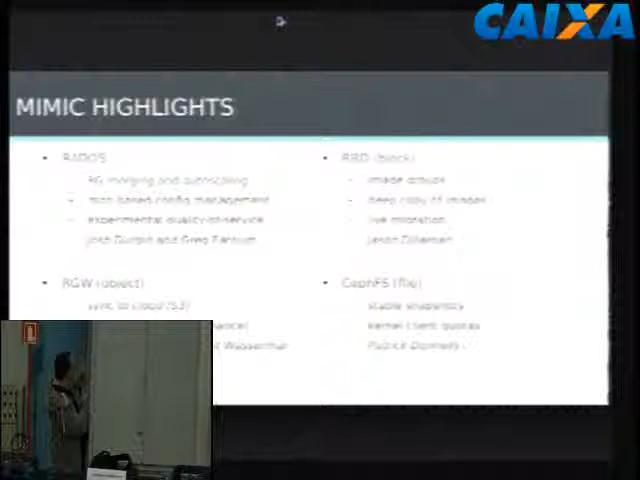 CAIXA
MIMIC HIGHLIGHTS
• RADOS
PG merging and autoscaling
- mon based config management
- experimental quality-of-service
Josh Durgin and Greg Farnum
• RGW (object)
sync to cloud (S3)
• RBD (block)
- image groups
- deep copy of images
- live migration
Jason Dillaman
• CephFS (file)
stable snapshots
kernel client quotas
Patrick Donnelly